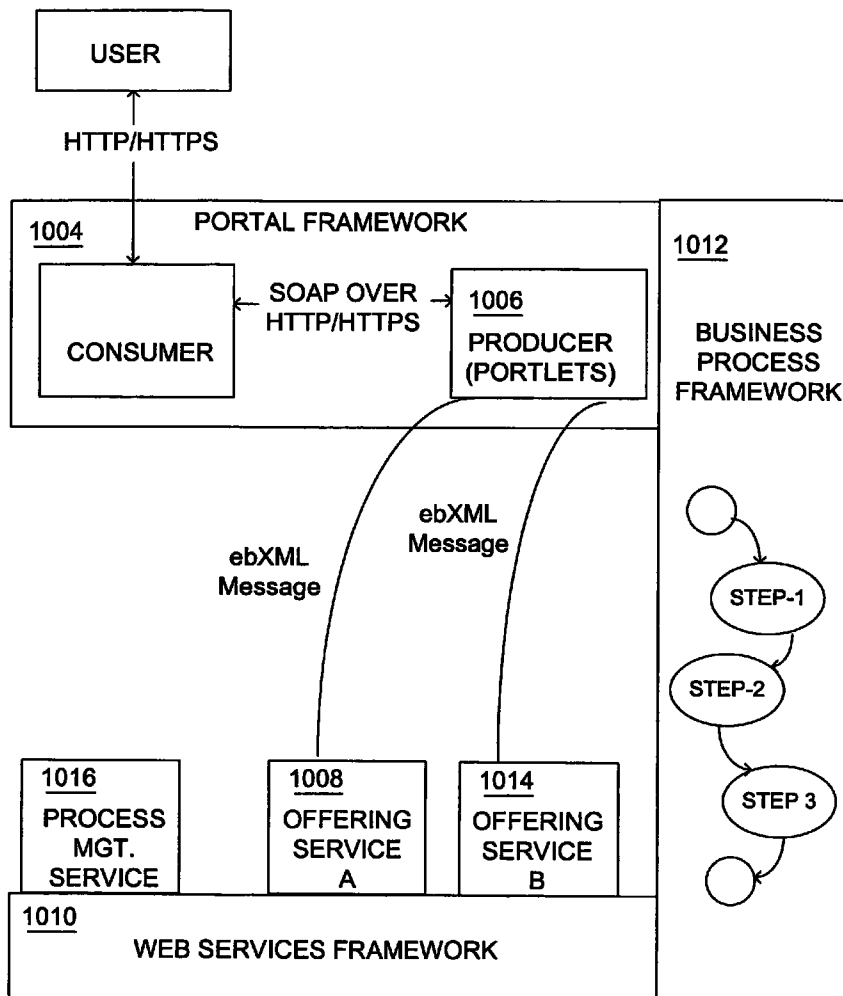 USER
HTTP/HTTPS
1004
PORTAL FRAMEWORK
CONSUMER
SOAP OVER
HTTP/HTTPS
1006
PRODUCER
(PORTLETS)
1012
BUSINESS
PROCESS
FRAMEWORK
ebXML
Message
ebXML
Message
STEP-1
STEP-2
STEP 3
1016
PROCESS
MGT.
SERVICE
1008
OFFERING
SERVICE
A
1014
OFFERING
SERVICE
B
1010
WEB SERVICES FRAMEWORK